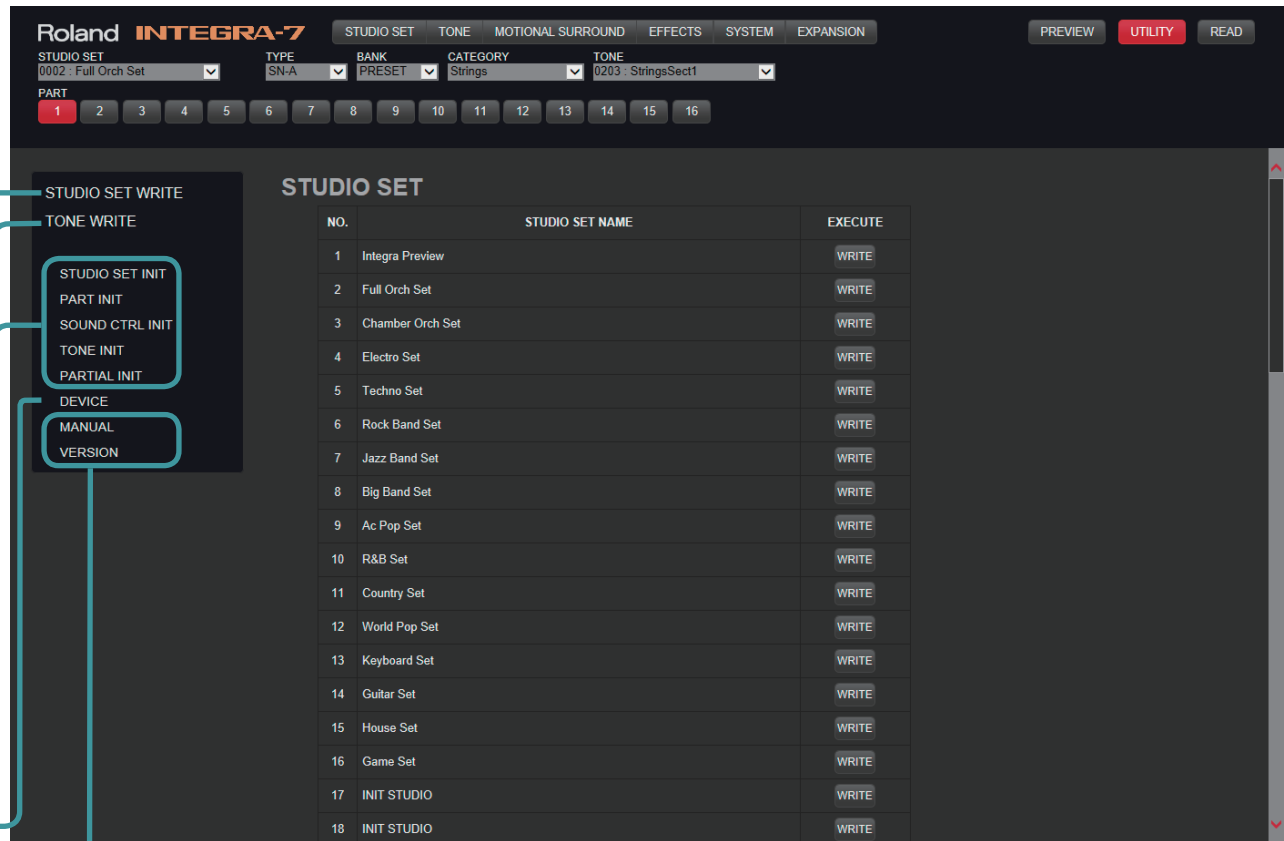 Roland INTEGRA-7 STUDIO SET TONE MOTIONAL SURROUND EFFECTS SYSTEM EXPANSION PREVIEW UTILITY READ
STUDIO SET TYPE BANK CATEGORY TONE
0002 : Full Orch Set SN-A PRESET Strings 0203 : StringsSect1
PART
1 2 3 4 5 6 7 8 9 10 11 12 13 14 15 16
STUDIO SET WRITE
TONE WRITE
STUDIO SET INIT
PART INIT
SOUND CTRL INIT
TONE INIT
PARTIAL INIT
DEVICE
MANUAL
VERSION
STUDIO SET
NO. STUDIO SET NAME EXECUTE
1 Integra Preview WRITE
2 Full Orch Set WRITE
3 Chamber Orch Set WRITE
4 Electro Set WRITE
5 Techno Set WRITE
6 Rock Band Set WRITE
7 Jazz Band Set WRITE
8 Big Band Set WRITE
9 Ac Pop Set WRITE
10 R&B Set WRITE
11 Country Set WRITE
12 World Pop Set WRITE
13 Keyboard Set WRITE
14 Guitar Set WRITE
15 House Set WRITE
16 Game Set WRITE
17 INIT STUDIO WRITE
18 INIT STUDIO WRITE